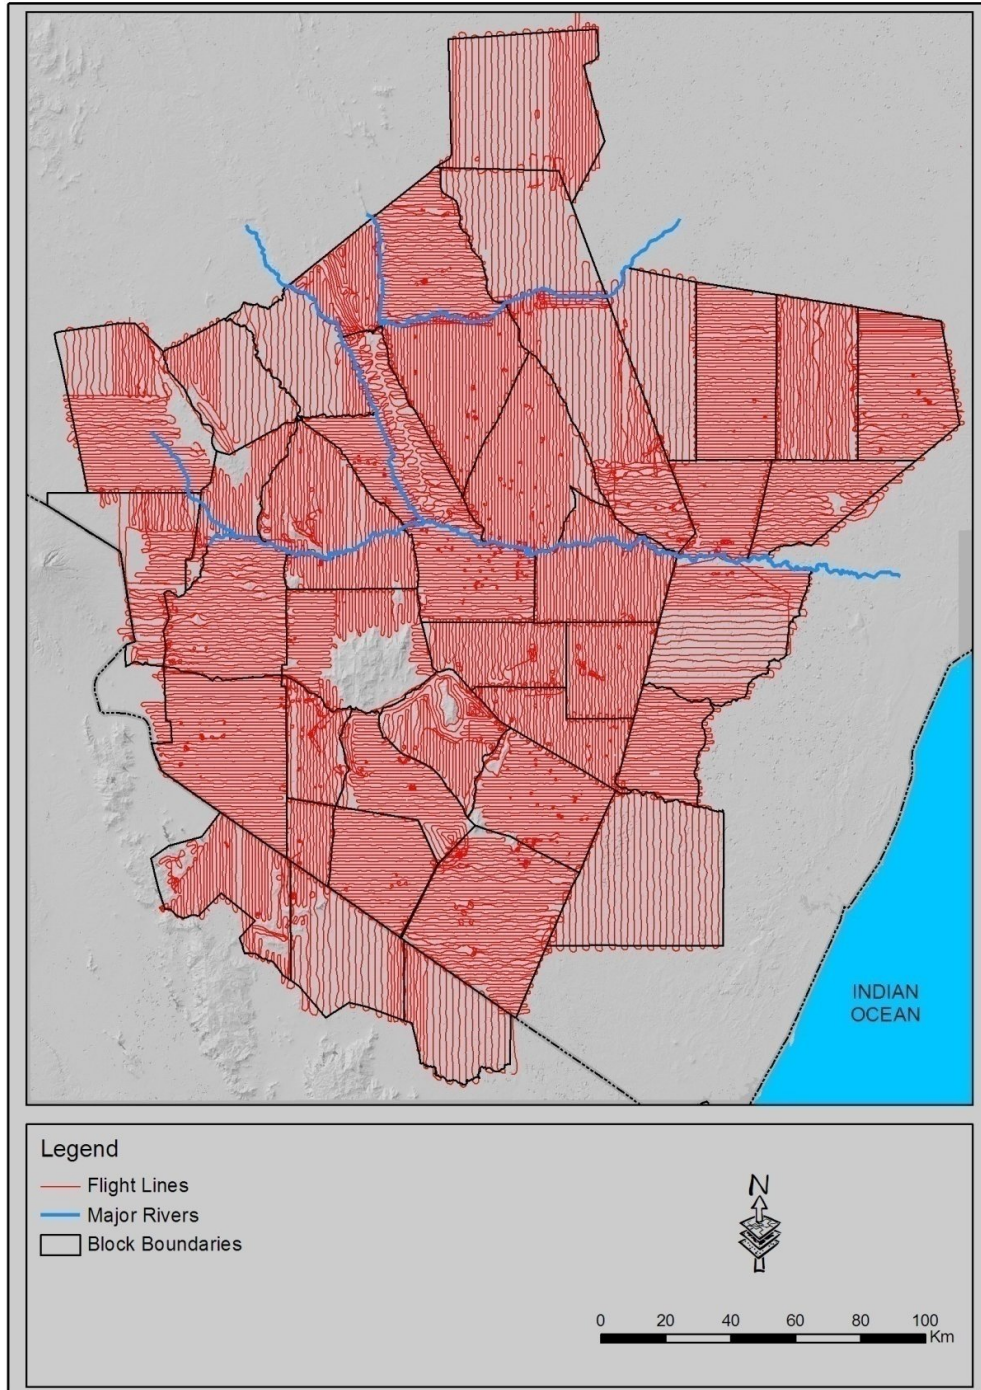 INDIAN
OCEAN
Legend
Flight Lines
Major Rivers
Block Boundaries
N
0 20 40 60 80 100
Km